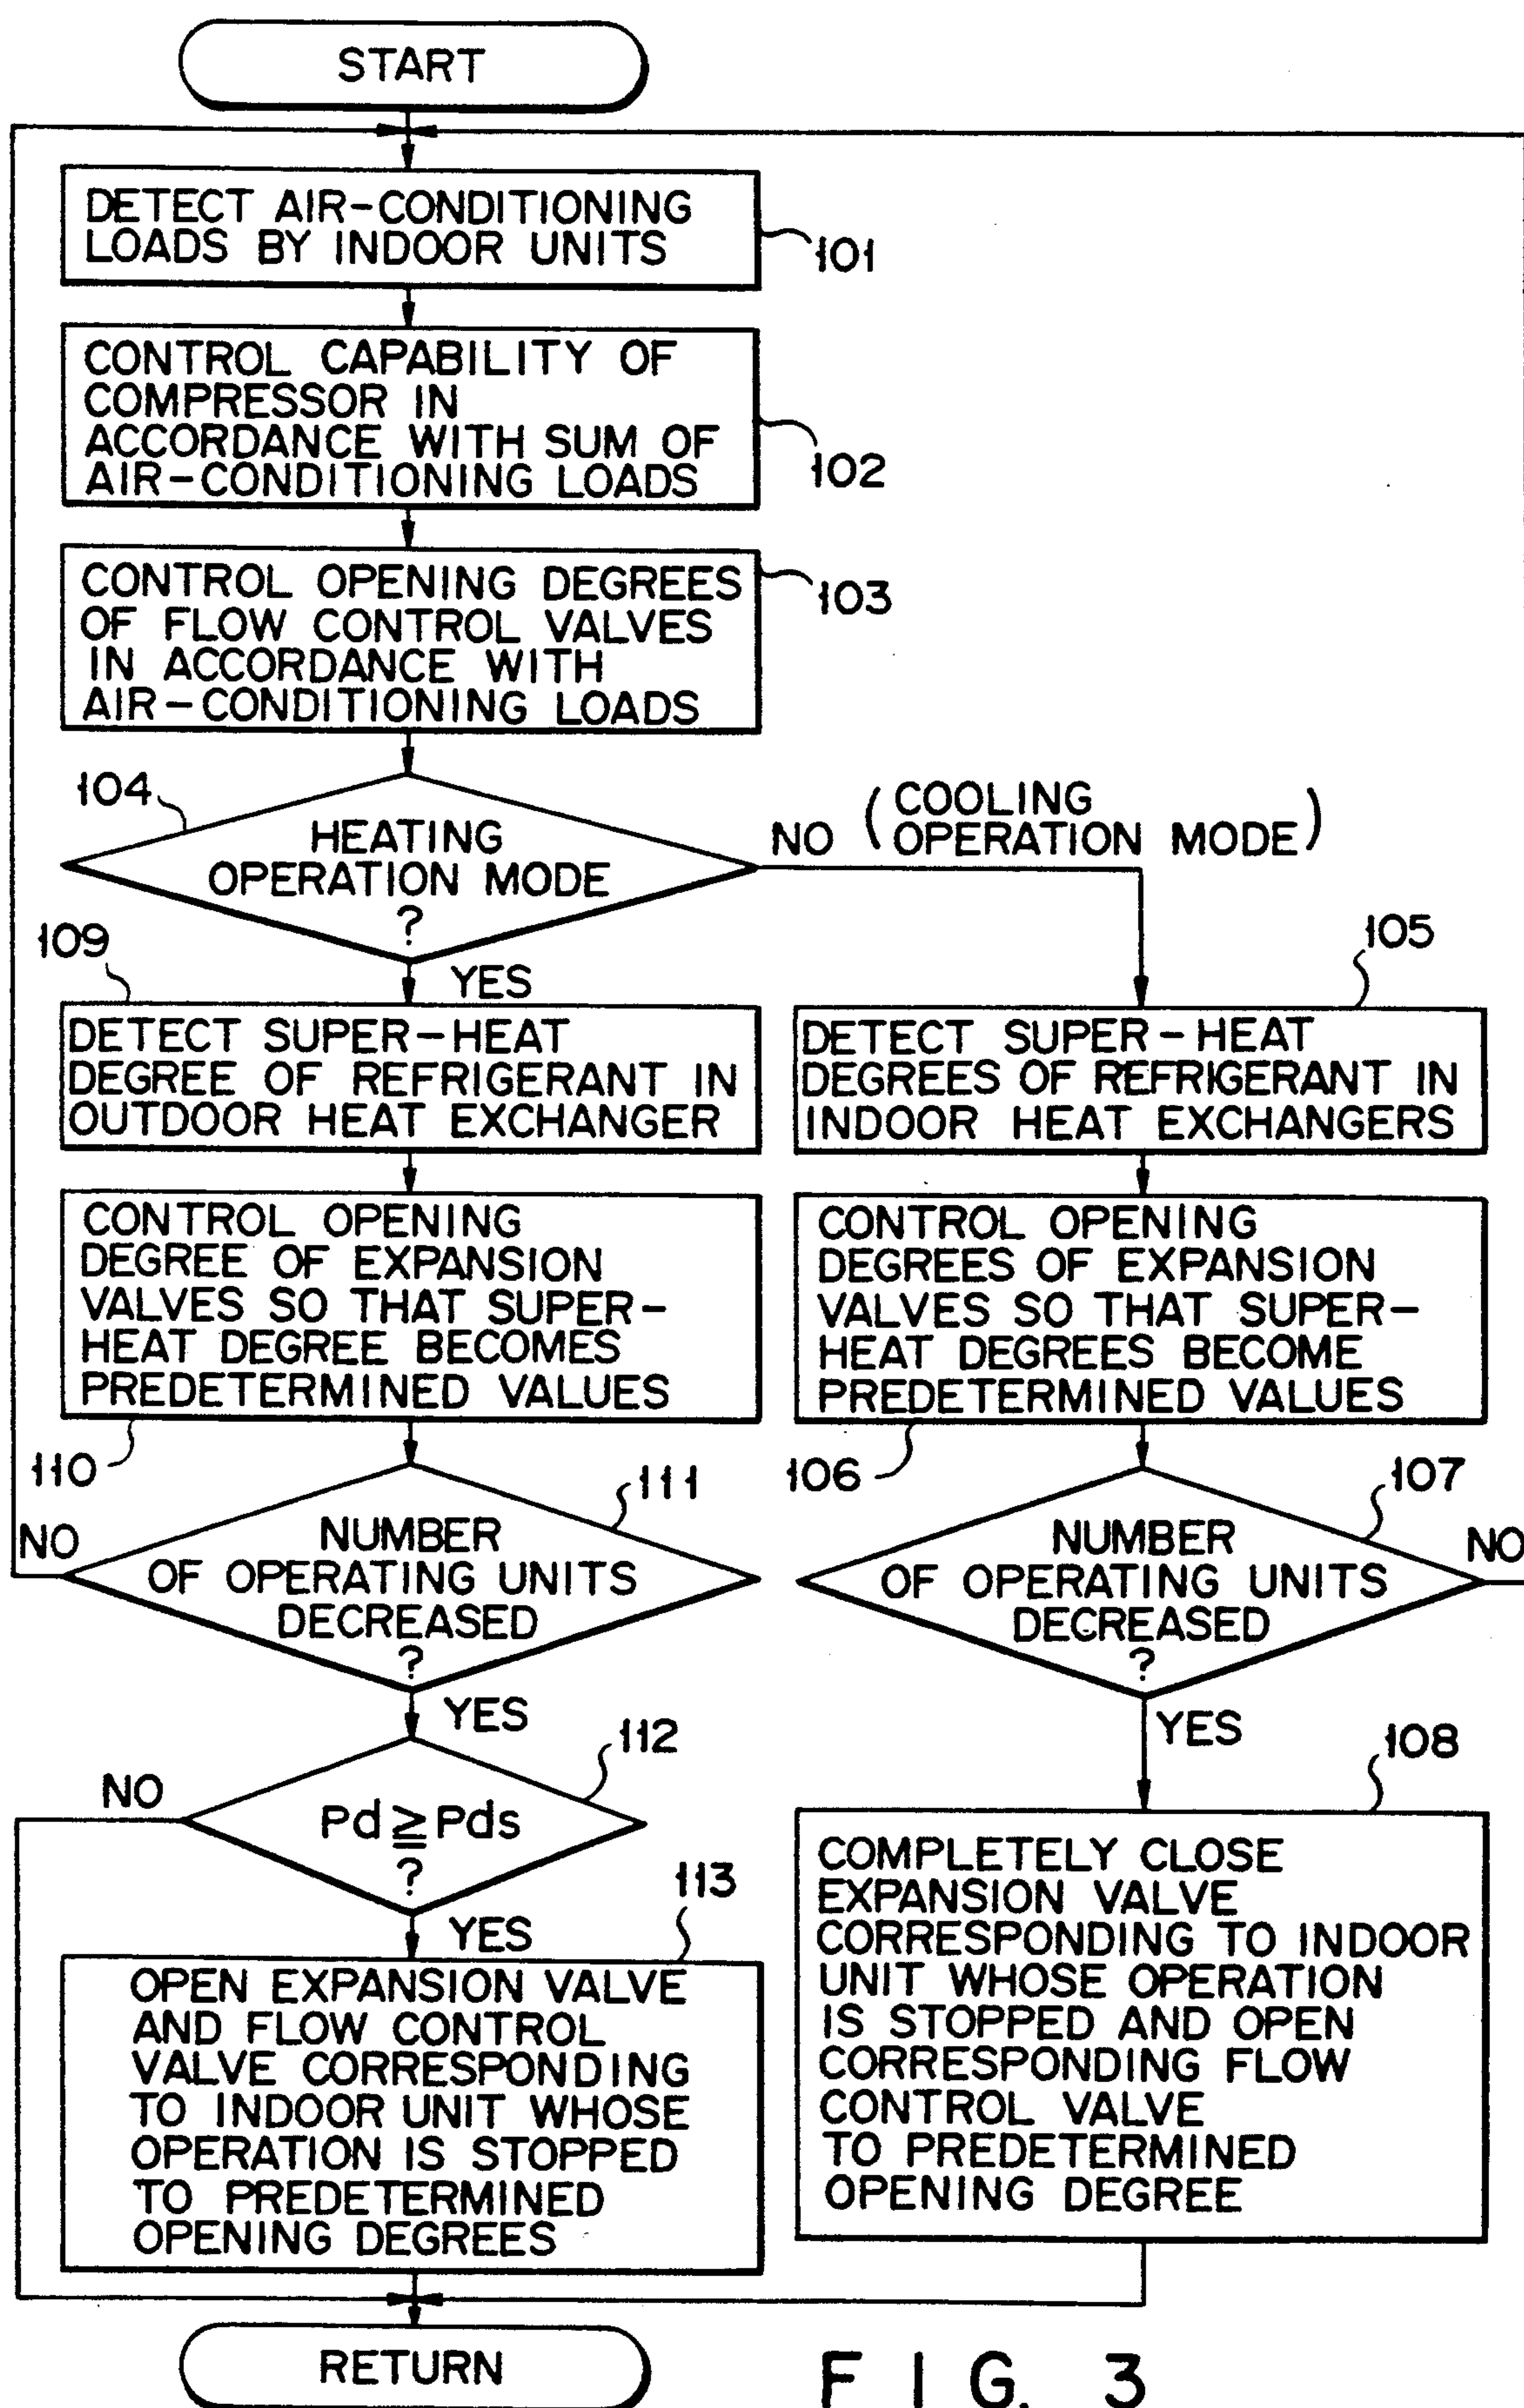 START
DETECT AIR-CONDITIONING
LOADS BY INDOOR UNITS
101
CONTROL CAPABILITY OF
COMPRESSOR IN
ACCORDANCE WITH SUM OF
AIR-CONDITIONING LOADS
102
CONTROL OPENING DEGREES
OF FLOW CONTROL VALVES
IN ACCORDANCE WITH
AIR-CONDITIONING LOADS
103
104
HEATING
OPERATION MODE
?
NO (COOLING
OPERATION MODE)
YES
109
DETECT SUPER-HEAT
DEGREE OF REFRIGERANT IN
OUTDOOR HEAT EXCHANGER
105
DETECT SUPER-HEAT
DEGREES OF REFRIGERANT IN
INDOOR HEAT EXCHANGERS
CONTROL OPENING
DEGREE OF EXPANSION
VALVES SO THAT SUPER-
HEAT DEGREE BECOMES
PREDETERMINED VALUES
110
CONTROL OPENING
DEGREES OF EXPANSION
VALVES SO THAT SUPER-
HEAT DEGREES BECOME
PREDETERMINED VALUES
106
111
NO
NUMBER
OF OPERATING UNITS
DECREASED
?
YES
107
NUMBER
OF OPERATING UNITS
DECREASED
?
NO
YES
112
NO
Pd ≧ Pds
?
YES
113
OPEN EXPANSION VALVE
AND FLOW CONTROL
VALVE CORRESPONDING
TO INDOOR UNIT WHOSE
OPERATION IS STOPPED
TO PREDETERMINED
OPENING DEGREES
108
COMPLETELY CLOSE
EXPANSION VALVE
CORRESPONDING TO INDOOR
UNIT WHOSE OPERATION
IS STOPPED AND OPEN
CORRESPONDING FLOW
CONTROL VALVE
TO PREDETERMINED
OPENING DEGREE
RETURN
FIG. 3